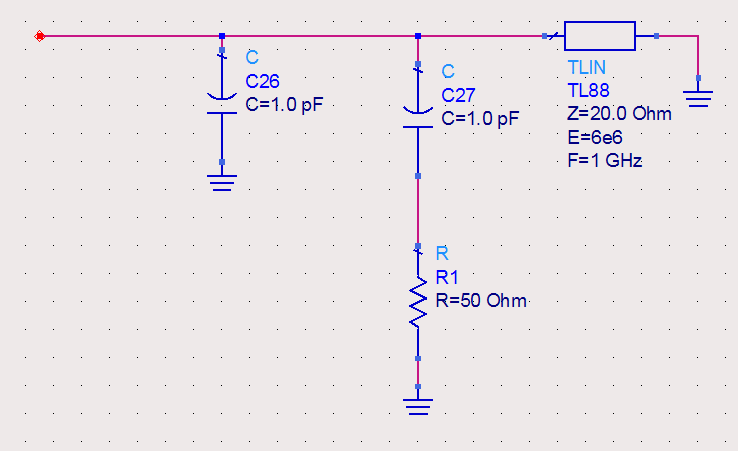 C
C26
C=1.0 pF
C
C27
C=1.0 pF
TLIN
TL88
Z=20.0 Ohm
E=6e6
F=1 GHz
R
R1
R=50 Ohm